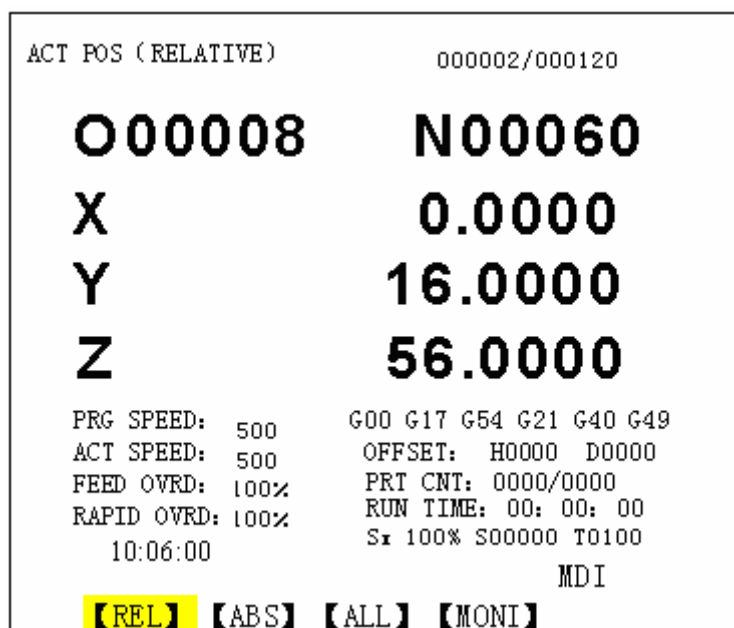 ACT POS（RELATIVE） 000002/000120
O00008 N00060
X 0.0000
Y 16.0000
Z 56.0000
PRG SPEED: 500 G00 G17 G54 G21 G40 G49
ACT SPEED: 500 OFFSET: H0000 D0000
FEED OVRD: 100% PRT CNT: 0000/0000
RAPID OVRD: 100% RUN TIME: 00: 00: 00
10:06:00 Sx 100% S00000 T0100
MDI
【REL】 【ABS】 【ALL】 【MONI】